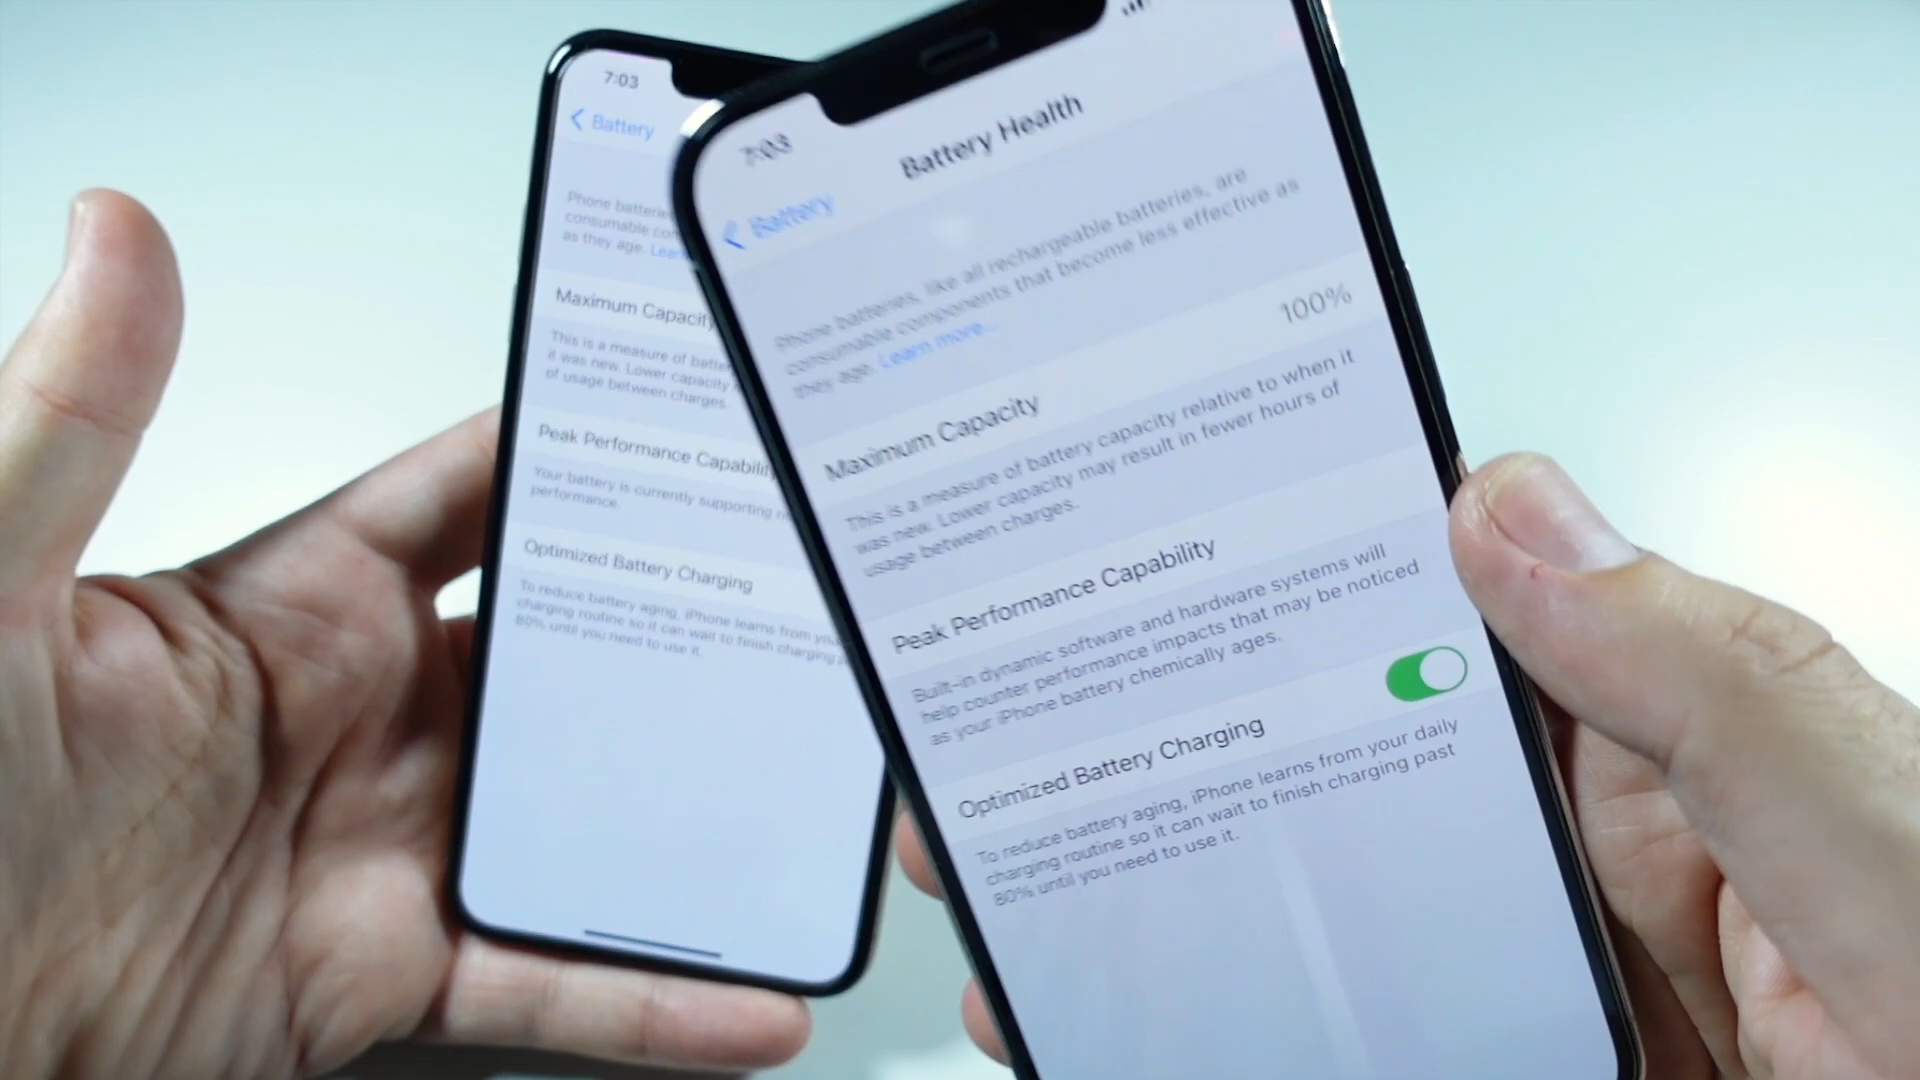 7:03
Battery
Phone batterie
consumable co
as they age. Lear
Maximum Capacity
This is a measure of batte
it was new. Lower capacity
of usage between charges.
Peak Performance Capabilit
Your battery is currently supporting
performance.
Optimized Battery Charging
To reduce battery aging, iPhone learns from yo
charging routine so it can wait to finish charging
80% until you need to use it.
7:03
Battery
Battery Health
Phone batteries, like all rechargeable batteries, are
consumable components that become less effective as
they age. Learn more...
Maximum Capacity 100%
This is a measure of battery capacity relative to when it
was new. Lower capacity may result in fewer hours of
usage between charges.
Peak Performance Capability
Built-in dynamic software and hardware systems will
help counter performance impacts that may be noticed
as your iPhone battery chemically ages.
Optimized Battery Charging
To reduce battery aging, iPhone learns from your daily
charging routine so it can wait to finish charging past
80% until you need to use it.